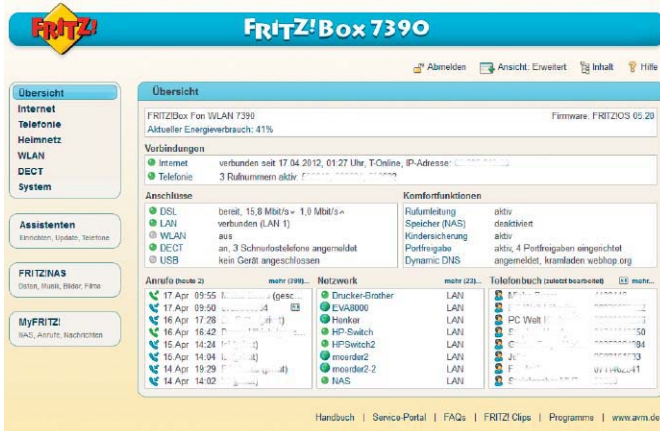 FRITZ!
FRITZ!Box 7390
Abmelden Ansicht: Erweitert Inhalt Hilfe
Übersicht
Internet
Telefonie
Heimnetz
WLAN
DECT
System
Assistenten
Einrichten, Update, Telefone
FRITZ!NAS
Daten, Musik, Bilder, Filme
MyFRITZ!
NAS, Anrufe, Nachrichten
Übersicht
FRITZ!Box Fon WLAN 7390 Firmware: FRITZ!OS 05.20
Aktueller Energieverbrauch: 41%
Verbindungen
Internet verbunden seit 17.04.2012, 01:27 Uhr, T-Online, IP-Adresse:
Telefonie 3 Rufnummern aktiv:
Anschlüsse
DSL bereit, 15,8 Mbit/s 1,0 Mbit/s
LAN verbunden (LAN 1)
WLAN aus
DECT an, 3 Schnurlostelefone angemeldet
USB kein Gerät angeschlossen
Komfortfunktionen
Rufumleitung aktiv
Speicher (NAS) deaktiviert
Kindersicherung aktiv
Portfreigabe aktiv, 4 Portfreigaben eingerichtet
Dynamic DNS angemeldet, kramladen.webhop.org
Anrufe (heute 2) mehr (399)...
17 Apr 09:55 (gesc...
17 Apr 09:50
16 Apr 17:28
16 Apr 16:42
15 Apr 14:24
15 Apr 14:04
14 Apr 19:29
14 Apr 14:02
Netzwerk mehr (23)...
Drucker-Brother LAN
EVA8000 LAN
Henker LAN
HP-Switch LAN
HPSwitch2 LAN
moerder2 LAN
moerder2-2 LAN
NAS LAN
Telefonbuch (zuletzt bearbeitet) mehr...
PC Welt
Handbuch | Service-Portal | FAQs | FRITZ! Clips | Programme | www.avm.de